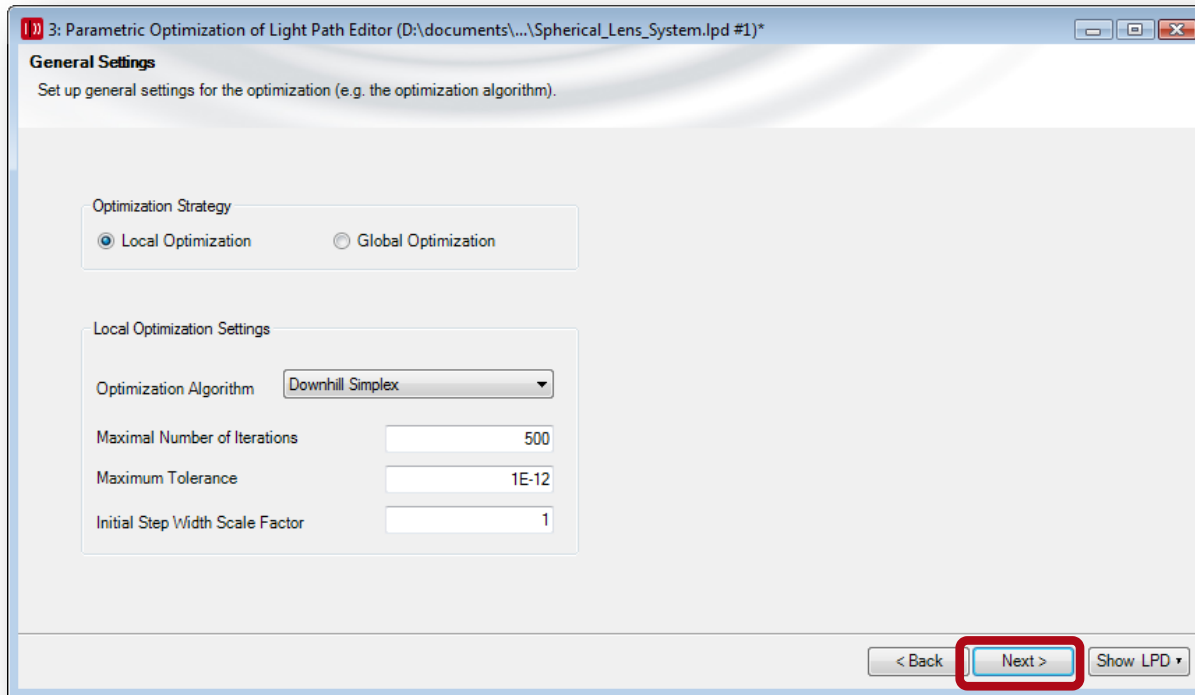 3: Parametric Optimization of Light Path Editor (D:\documents\...\Spherical_Lens_System.lpd #1)*
General Settings
Set up general settings for the optimization (e.g. the optimization algorithm).
Optimization Strategy
Local Optimization Global Optimization
Local Optimization Settings
Optimization Algorithm Downhill Simplex
Maximal Number of Iterations 500
Maximum Tolerance 1E-12
Initial Step Width Scale Factor 1
< Back Next > Show LPD